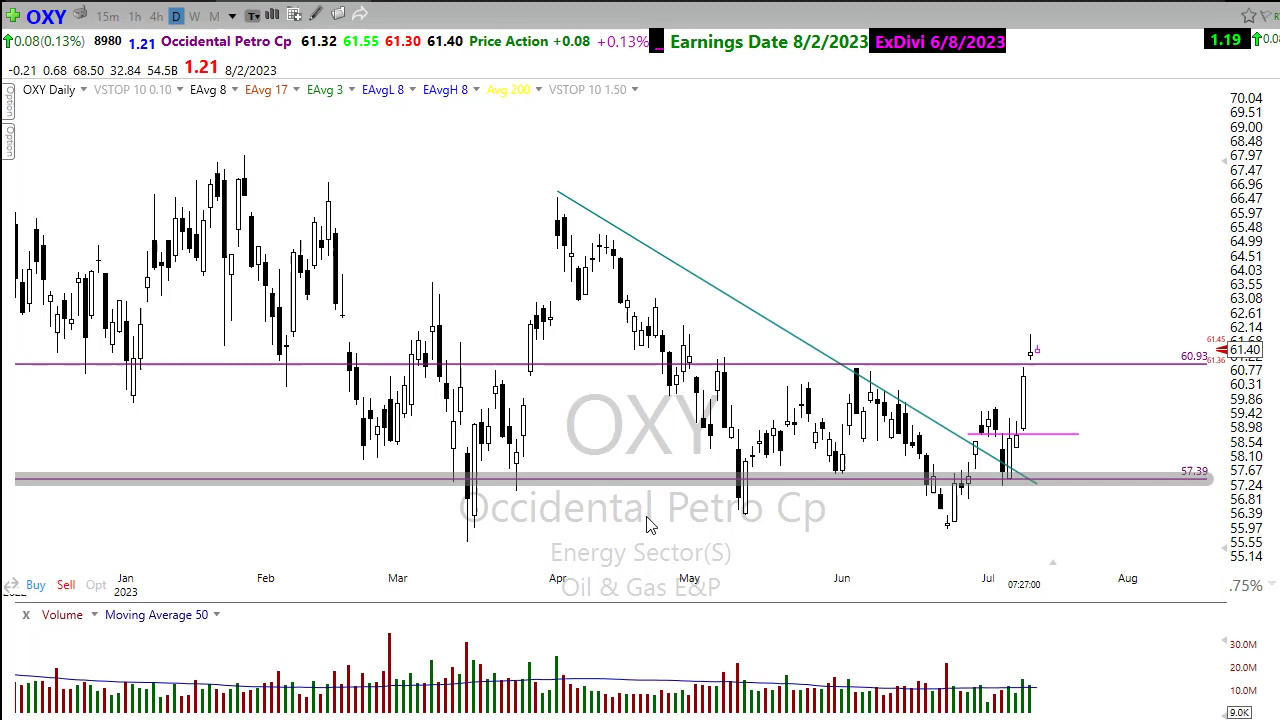 OXY 15m 1h 4h D W M T
0.08(0.13%) 8980 1.21 Occidental Petro Cp 61.32 61.55 61.30 61.40 Price Action +0.08 +0.13% Earnings Date 8/2/2023 ExDivi 6/8/2023 1.19
-0.21 0.68 68.50 32.84 54.5B 1.21 8/2/2023
OXY Daily VSTOP 10 0.10 EAvg 8 EAvg 17 EAvg 3 EAvgL 8 EAvgH 8 Avg 200 VSTOP 10 1.50
Option
Option
70.04
69.51
69.00
68.48
67.97
67.47
66.96
66.47
65.97
65.48
64.99
64.51
64.03
63.55
63.08
62.61
62.14
61.45
61.40
60.93
61.36
60.77
60.31
59.86
59.42
58.98
58.54
58.10
57.39
57.67
57.24
56.81
56.39
55.97
55.55
55.14
OXY
Occidental Petro Cp
Energy Sector(S)
Oil & Gas E&P
Buy Sell Opt
Jan Feb Mar Apr May Jun Jul Aug
2023 07:27:00
.75%
X Volume Moving Average 50
30.0M
20.0M
10.0M
9.0K